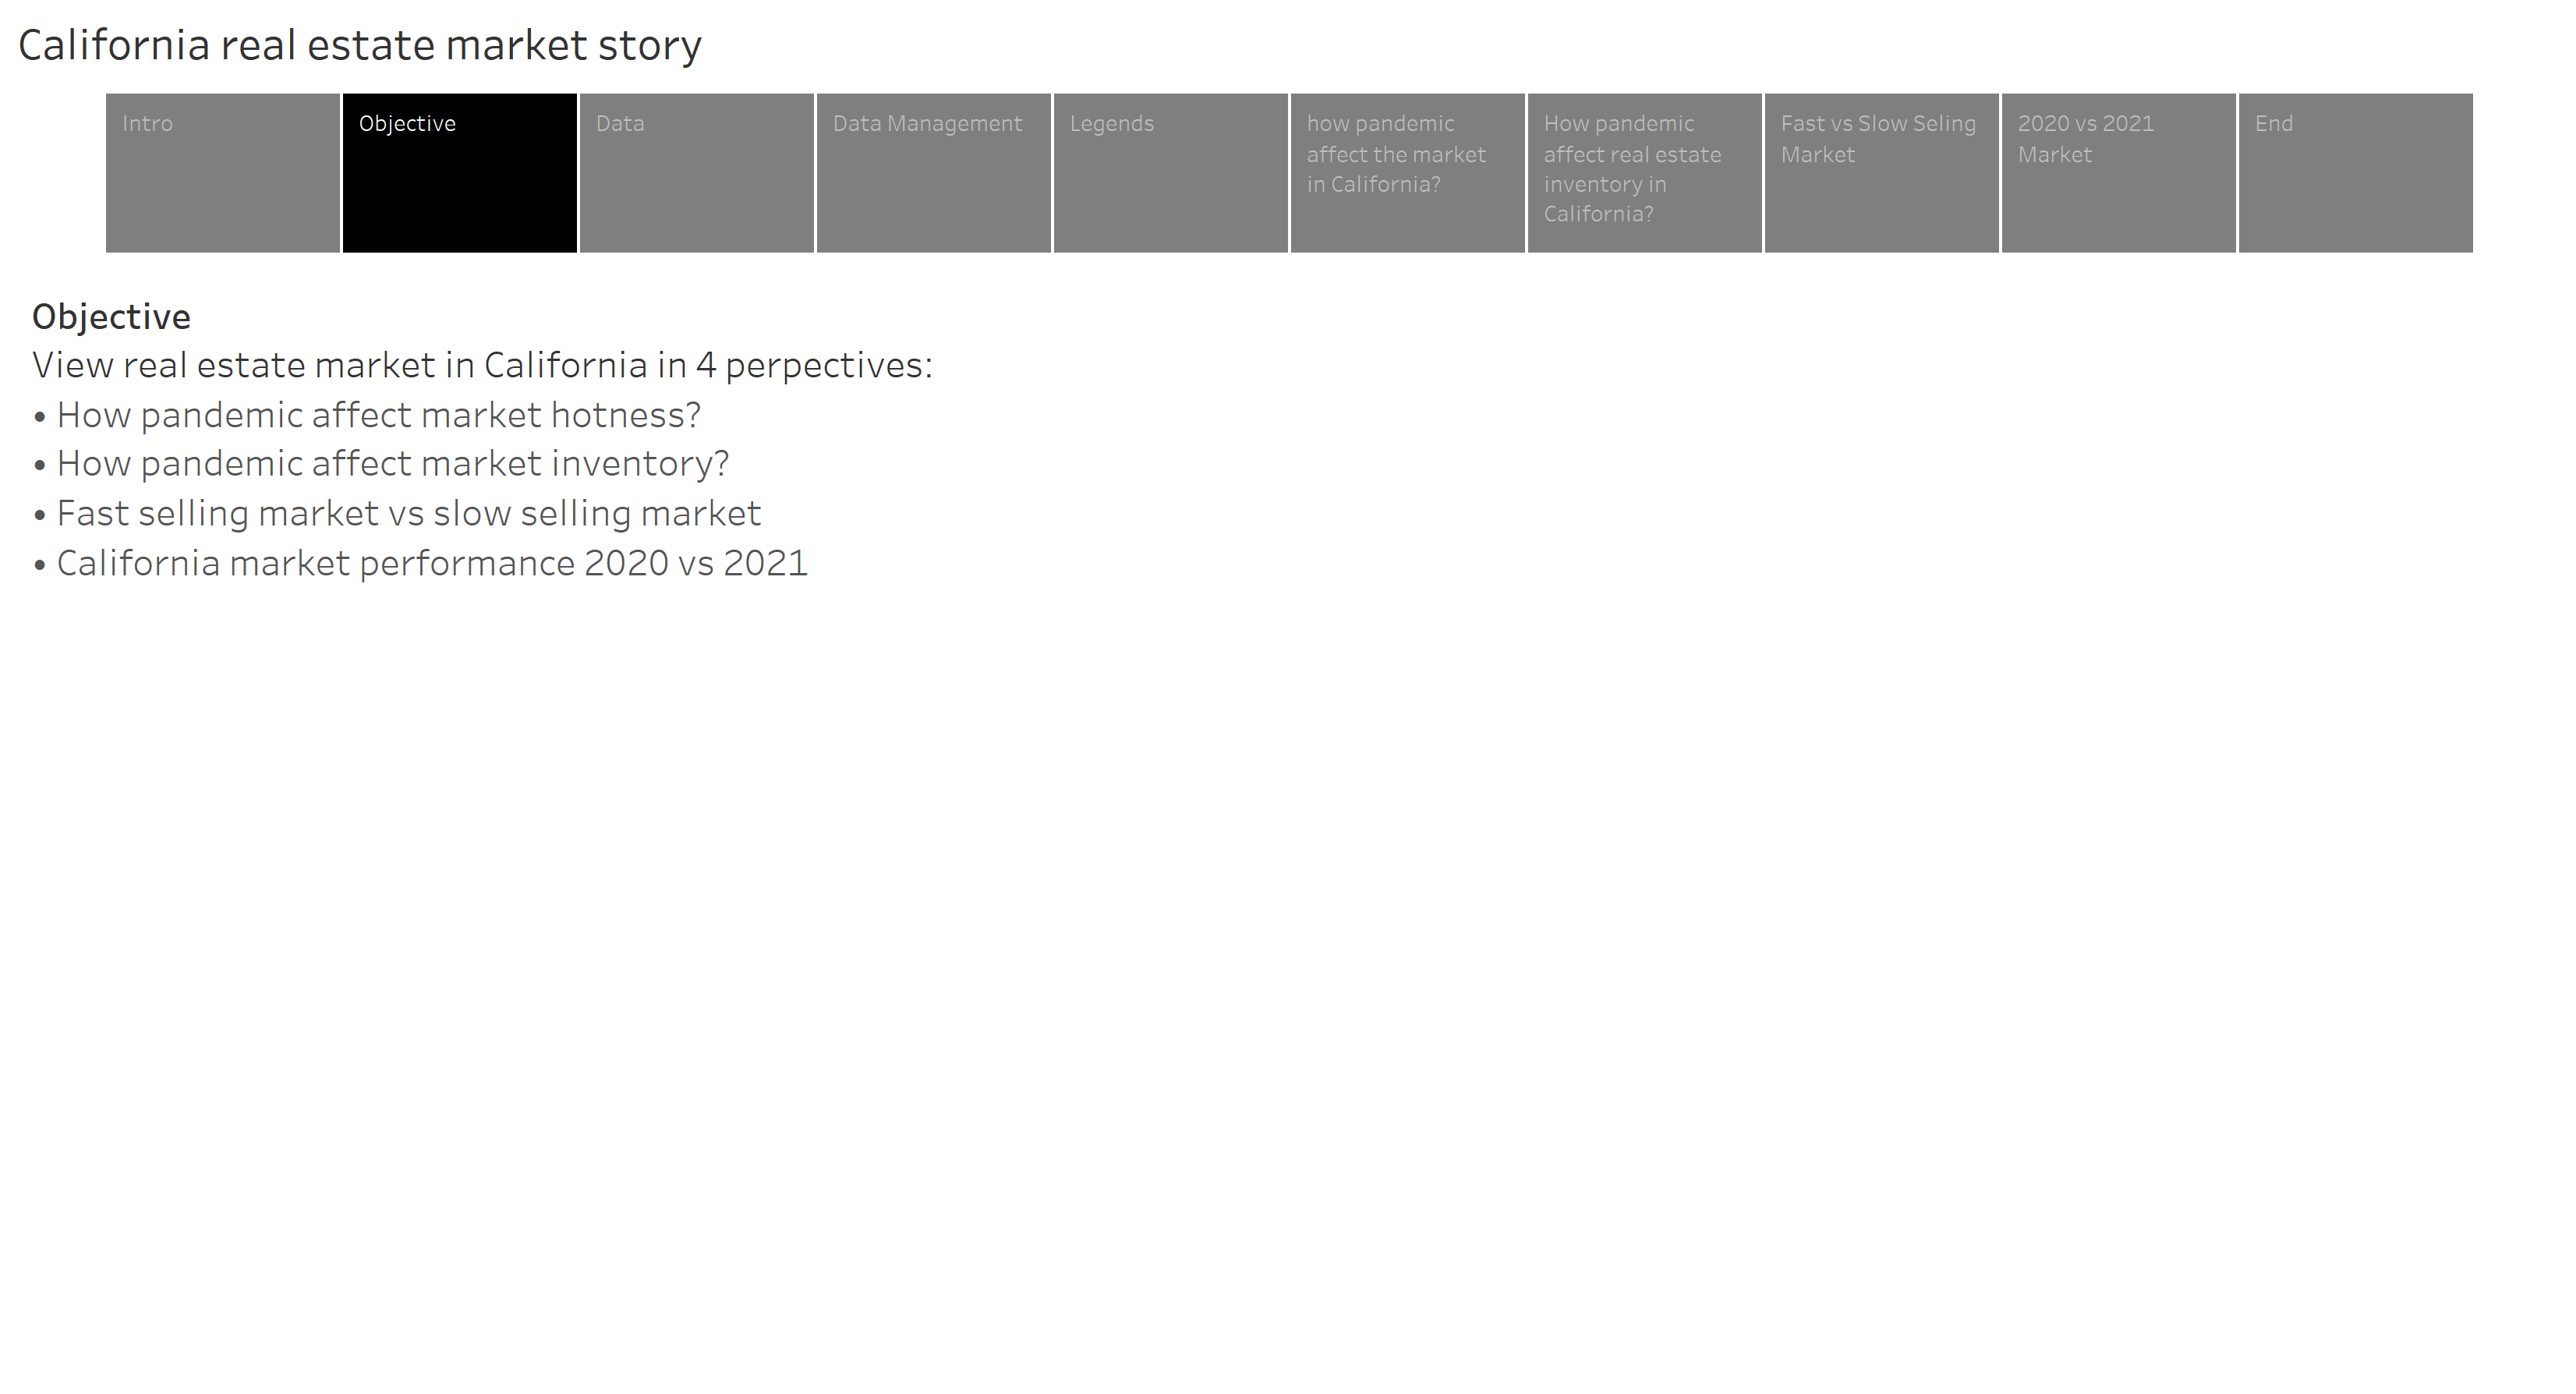 California real estate market story
Intro
Objective
Data
Data Management
Legends
how pandemic
affect the market
in California?
How pandemic
affect real estate
inventory in
California?
Fast vs Slow Seling
Market
2020 vs 2021
Market
End
Objective
View real estate market in California in 4 perpectives:
• How pandemic affect market hotness?
• How pandemic affect market inventory?
• Fast selling market vs slow selling market
• California market performance 2020 vs 2021